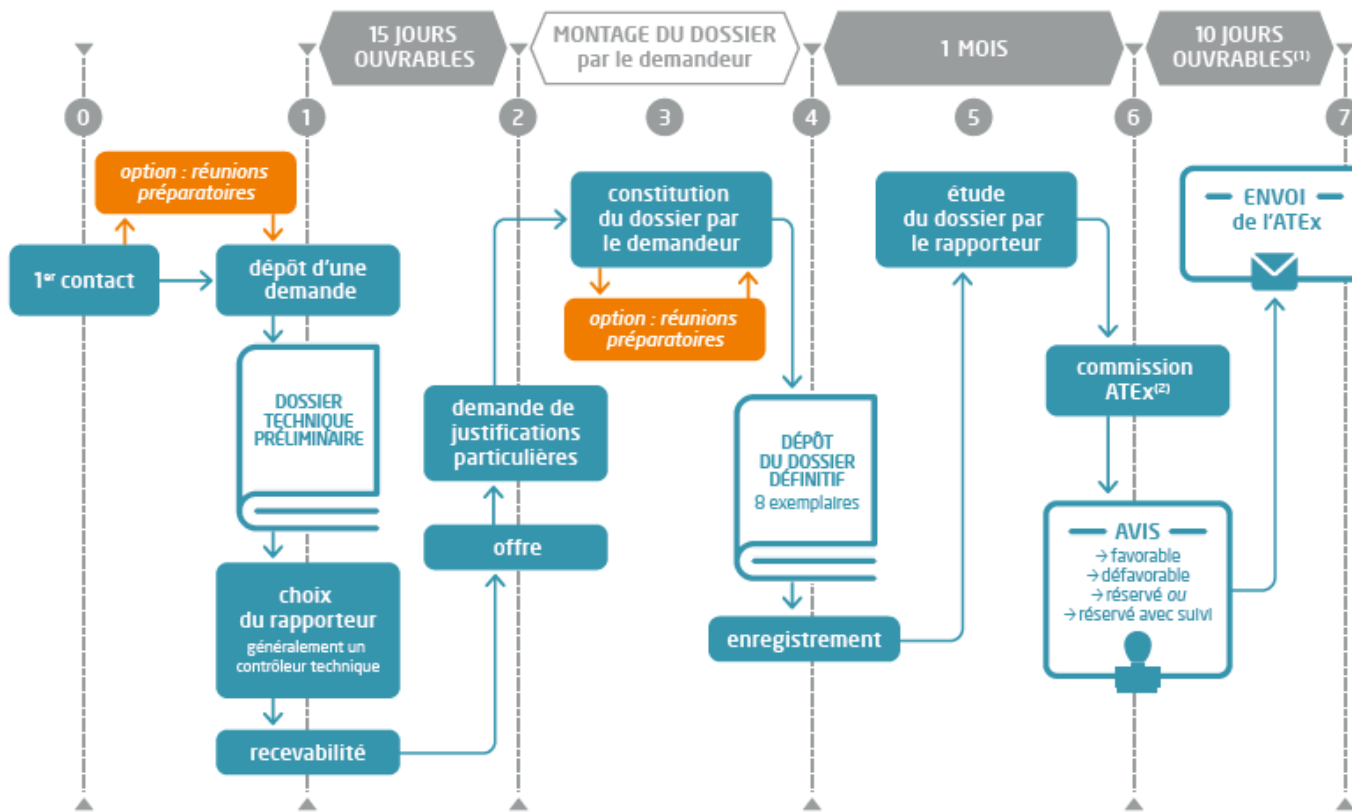 15 JOURS
OUVRABLES
MONTAGE DU DOSSIER
par le demandeur
1 MOIS
10 JOURS
OUVRABLES(1)
0
1
2
3
4
5
6
7
option : réunions
préparatoires
1er contact
dépôt d'une
demande
DOSSIER
TECHNIQUE
PRÉLIMINAIRE
choix
du rapporteur
généralement un
contrôleur technique
recevabilité
offre
demande de
justifications
particulières
constitution
du dossier par
le demandeur
option : réunions
préparatoires
DÉPÔT
DU DOSSIER
DÉFINITIF
8 exemplaires
enregistrement
étude
du dossier par
le rapporteur
commission
ATEx(2)
AVIS
→ favorable
→ défavorable
→ réservé ou
→ réservé avec suivi
ENVOI
de l'ATEx